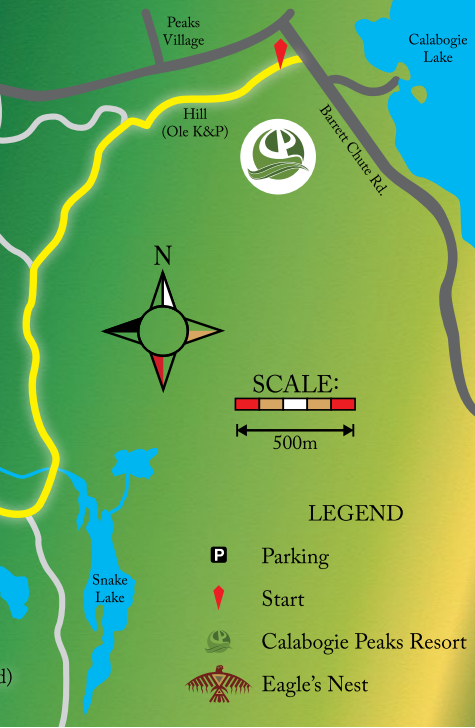 Peaks
Village
Calabogie
Lake
Hill
(Ole K&P)
Barrett Chute Rd.
N
SCALE:
500m
LEGEND
P
Parking
Start
Snake
Lake
Calabogie Peaks Resort
d)
Eagle's Nest